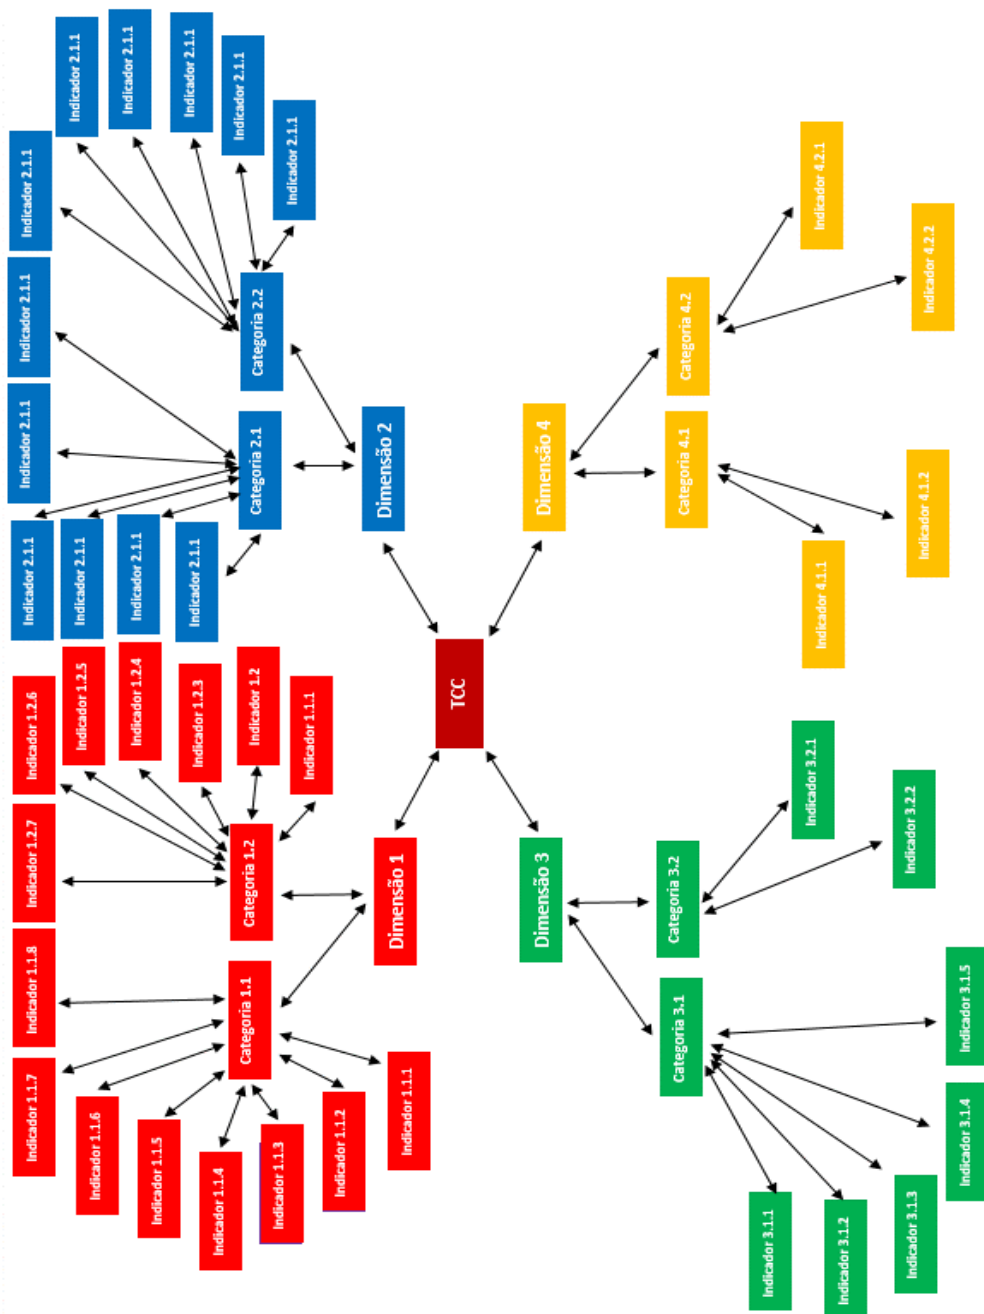 Indicador 1.1.7
Indicador 1.1.8
Indicador 1.2.7
Indicador 1.2.6
Indicador 2.1.1
Indicador 2.1.1
Indicador 2.1.1
Indicador 2.1.1
Indicador 1.1.6
Indicador 1.2.5
Indicador 2.1.1
Indicador 2.1.1
Indicador 1.1.5
Indicador 1.2.4
Indicador 2.1.1
Indicador 2.1.1
Indicador 1.1.4
Indicador 1.2.3
Indicador 2.1.1
Indicador 2.1.1
Indicador 1.1.3
Categoria 1.1
Categoria 1.2
Indicador 1.2
Categoria 2.1
Categoria 2.2
Indicador 2.1.1
Indicador 1.1.2
Indicador 1.1.1
Indicador 2.1.1
Indicador 1.1.1
Dimensão 1
Dimensão 2
TCC
Dimensão 3
Dimensão 4
Categoria 3.1
Categoria 3.2
Categoria 4.1
Categoria 4.2
Indicador 3.1.1
Indicador 3.2.1
Indicador 4.1.1
Indicador 4.2.1
Indicador 3.1.2
Indicador 3.1.3
Indicador 3.2.2
Indicador 4.1.2
Indicador 4.2.2
Indicador 3.1.4
Indicador 3.1.5